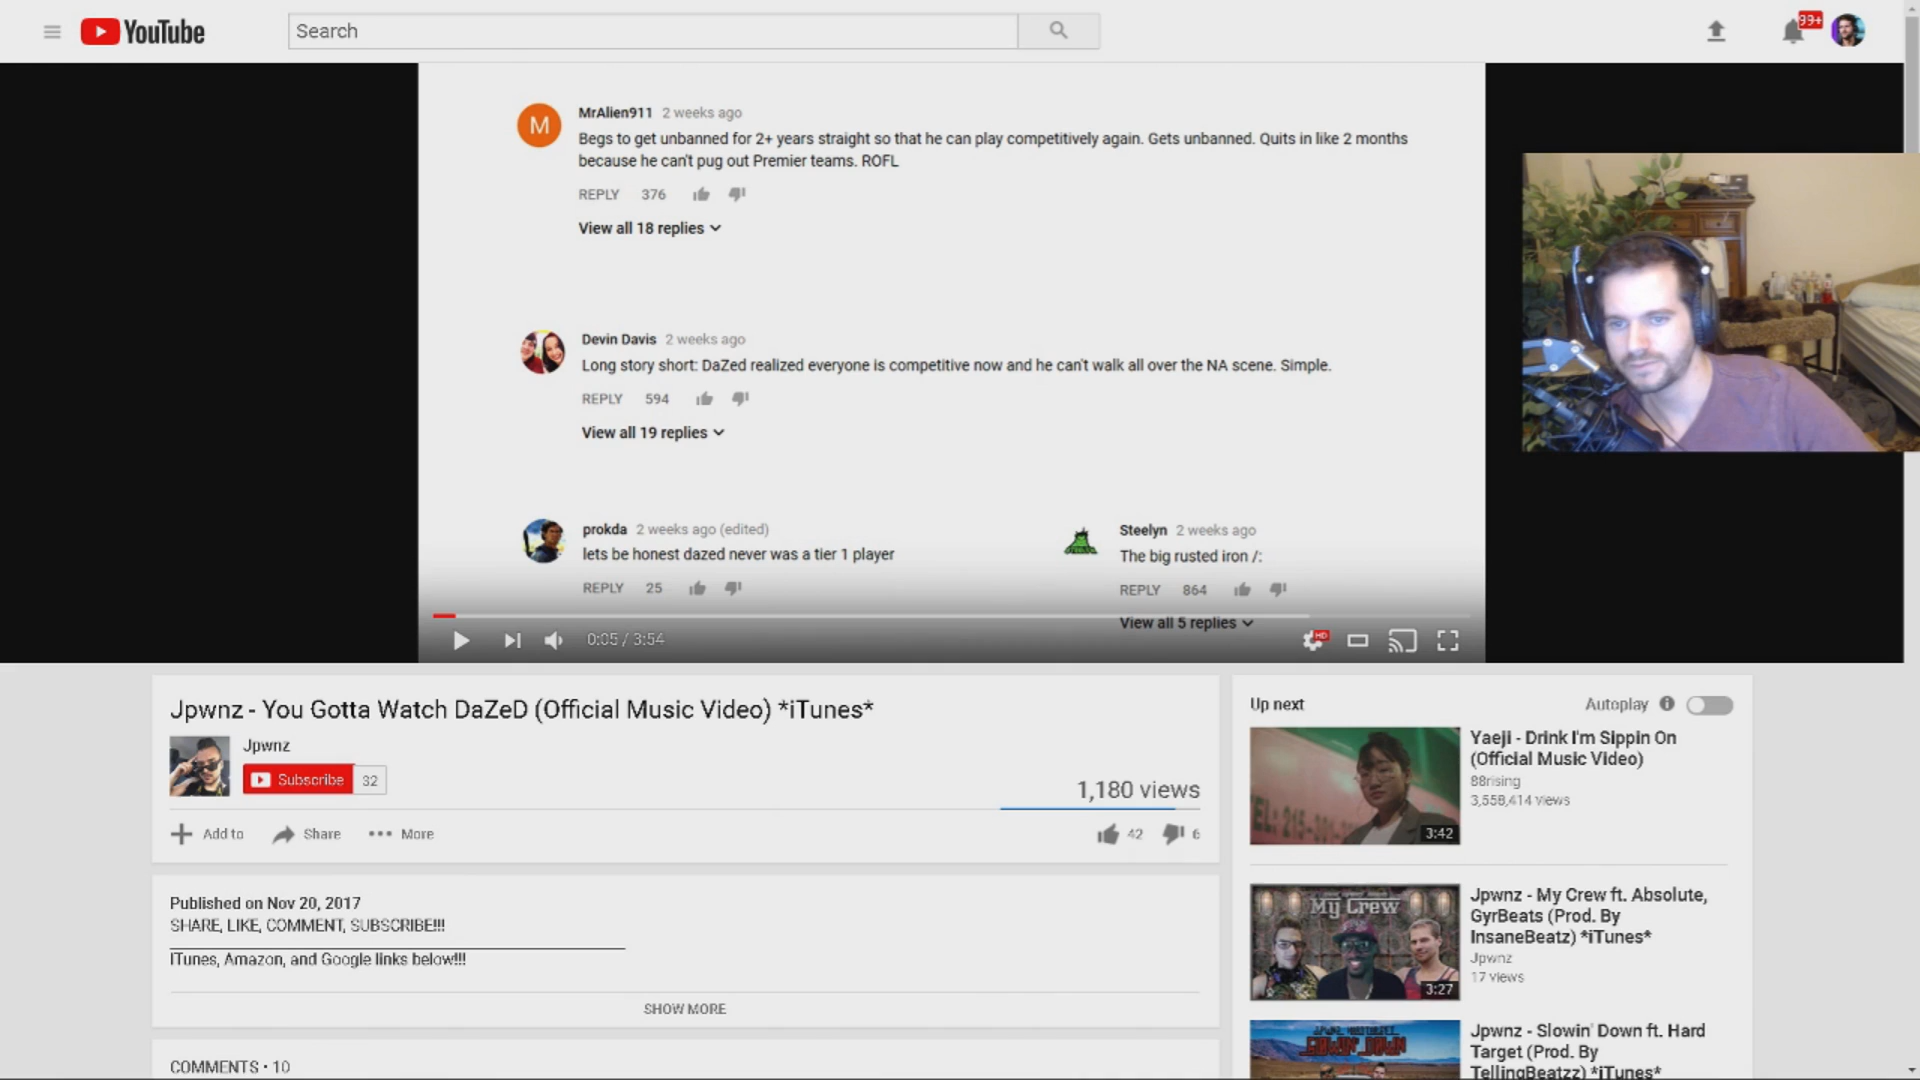 YouTube
Search
99+
M
MrAlien911 2 weeks ago
Begs to get unbanned for 2+ years straight so that he can play competitively again. Gets unbanned. Quits in like 2 months
because he can't pug out Premier teams. ROFL
REPLY 376
View all 18 replies
Devin Davis 2 weeks ago
Long story short: DaZed realized everyone is competitive now and he can't walk all over the NA scene. Simple.
REPLY 594
View all 19 replies
prokda 2 weeks ago (edited)
lets be honest dazed never was a tier 1 player
REPLY 25
Steelyn 2 weeks ago
The big rusted iron /:
REPLY 864
View all 5 replies
0:05 / 3:54
HD
Jpwnz - You Gotta Watch DaZeD (Official Music Video) *iTunes*
Jpwnz
Subscribe 32
1,180 views
Add to Share More
42 6
Published on Nov 20, 2017
SHARE, LIKE, COMMENT, SUBSCRIBE!!!
iTunes, Amazon, and Google links below!!!
SHOW MORE
COMMENTS • 10
Up next
Autoplay
3:42
Yaeji - Drink I'm Sippin On
(Official Music Video)
88rising
3,558,414 views
My Crew
3:27
Jpwnz - My Crew ft. Absolute,
GyrBeats (Prod. By
InsaneBeatz) *iTunes*
Jpwnz
17 views
SLOWIN' DOWN
Jpwnz - Slowin' Down ft. Hard
Target (Prod. By
TellingBeatzz) *iTunes*